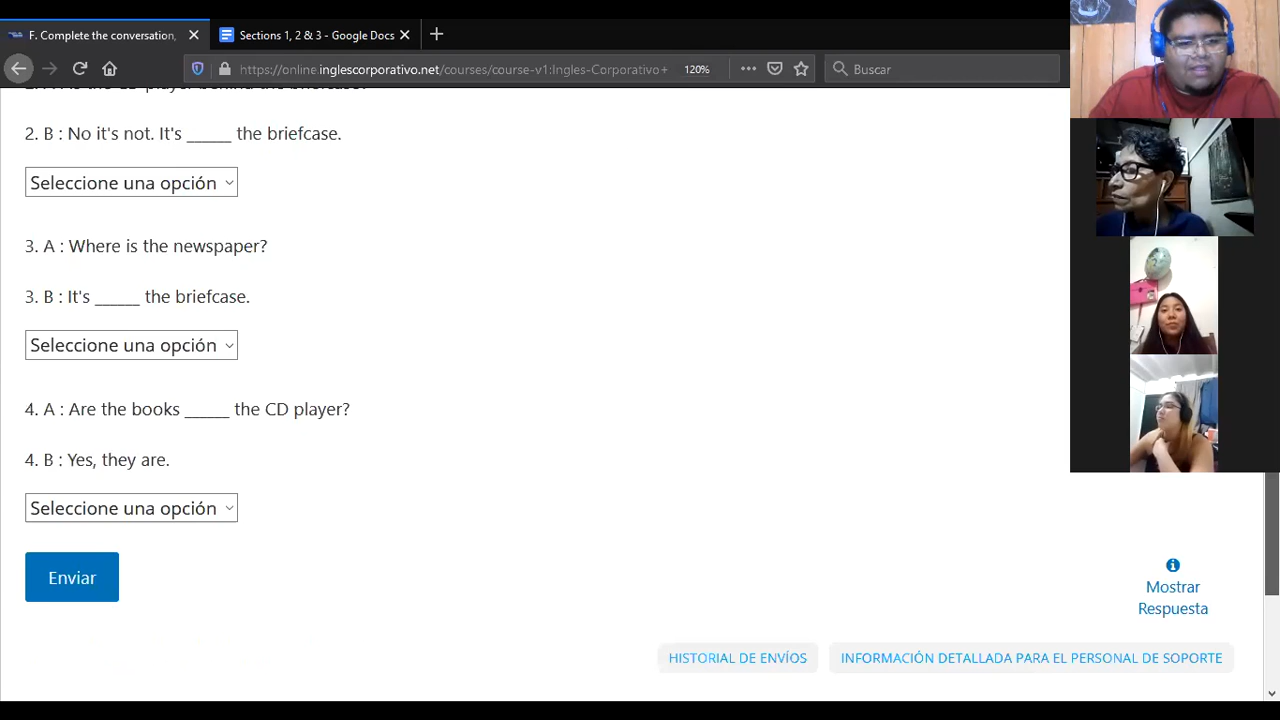 F. Complete the conversation,
Sections 1, 2 & 3 - Google Docs
https://online.inglescorporativo.net/courses/course-v1:Ingles-Corporativo+
120%
Buscar
2. B : No it's not. It's _____ the briefcase.
Seleccione una opción
3. A : Where is the newspaper?
3. B : It's _____ the briefcase.
Seleccione una opción
4. A : Are the books _____ the CD player?
4. B : Yes, they are.
Seleccione una opción
Enviar
Mostrar
Respuesta
HISTORIAL DE ENVÍOS
INFORMACIÓN DETALLADA PARA EL PERSONAL DE SOPORTE